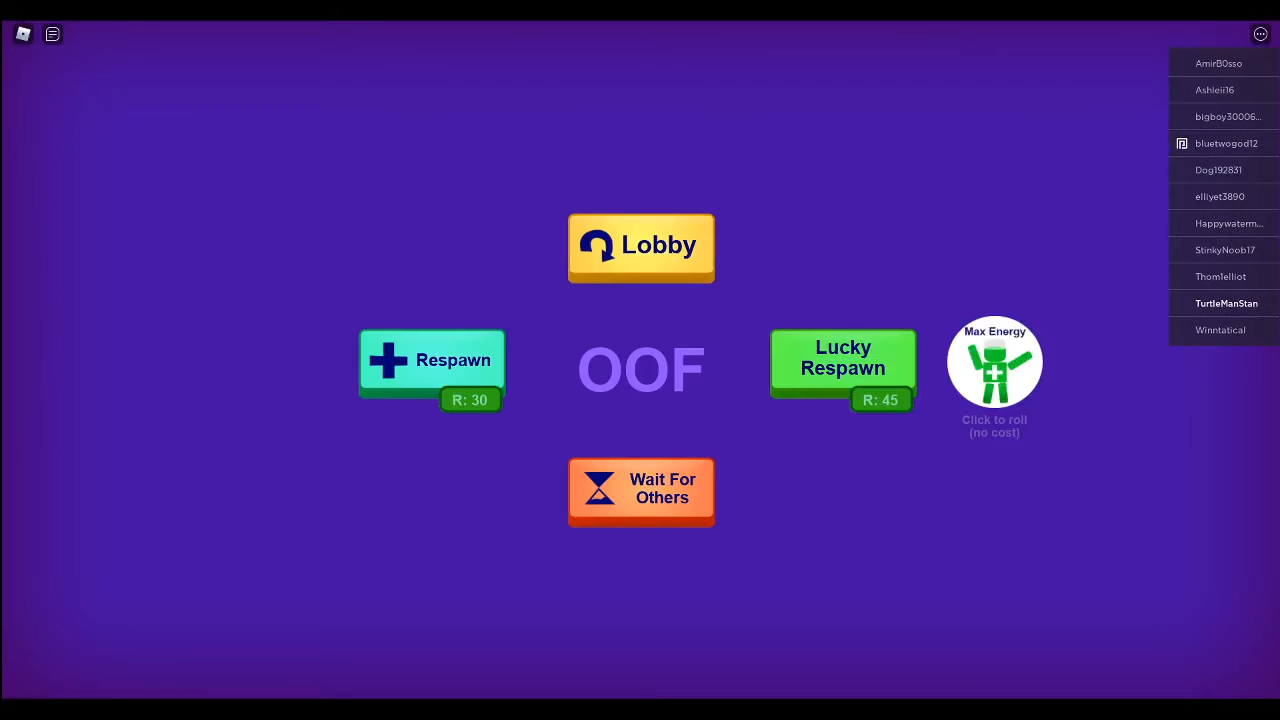 AmirB0sso
Ashleii16
bigboy30006...
bluetwogod12
Dog192831
elliyet3890
Happywaterm...
StinkyNoob17
Thom1elliot
TurtleManStan
Winntatical
Lobby
Respawn
R: 30
OOF
Lucky
Respawn
R: 45
Max Energy
Click to roll
(no cost)
Wait For
Others